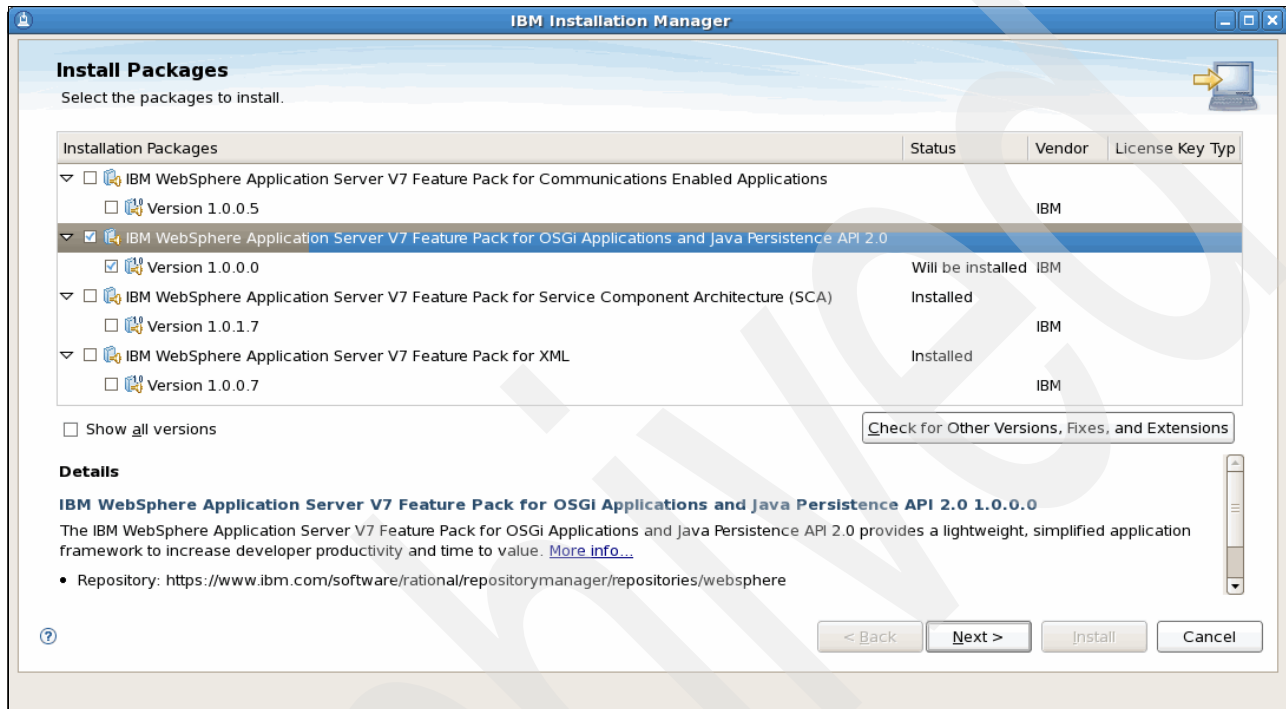 IBM Installation Manager
Install Packages
Select the packages to install.
Installation Packages Status Vendor License Key Typ
IBM WebSphere Application Server V7 Feature Pack for Communications Enabled Applications
Version 1.0.0.5 IBM
IBM WebSphere Application Server V7 Feature Pack for OSGi Applications and Java Persistence API 2.0
Version 1.0.0.0 Will be installed IBM
IBM WebSphere Application Server V7 Feature Pack for Service Component Architecture (SCA) Installed
Version 1.0.1.7 IBM
IBM WebSphere Application Server V7 Feature Pack for XML Installed
Version 1.0.0.7 IBM
Show all versions Check for Other Versions, Fixes, and Extensions
Details
IBM WebSphere Application Server V7 Feature Pack for OSGi Applications and Java Persistence API 2.0 1.0.0.0
The IBM WebSphere Application Server V7 Feature Pack for OSGi Applications and Java Persistence API 2.0 provides a lightweight, simplified application
framework to increase developer productivity and time to value. More info...
• Repository: https://www.ibm.com/software/rational/repositorymanager/repositories/websphere
? < Back Next > Install Cancel